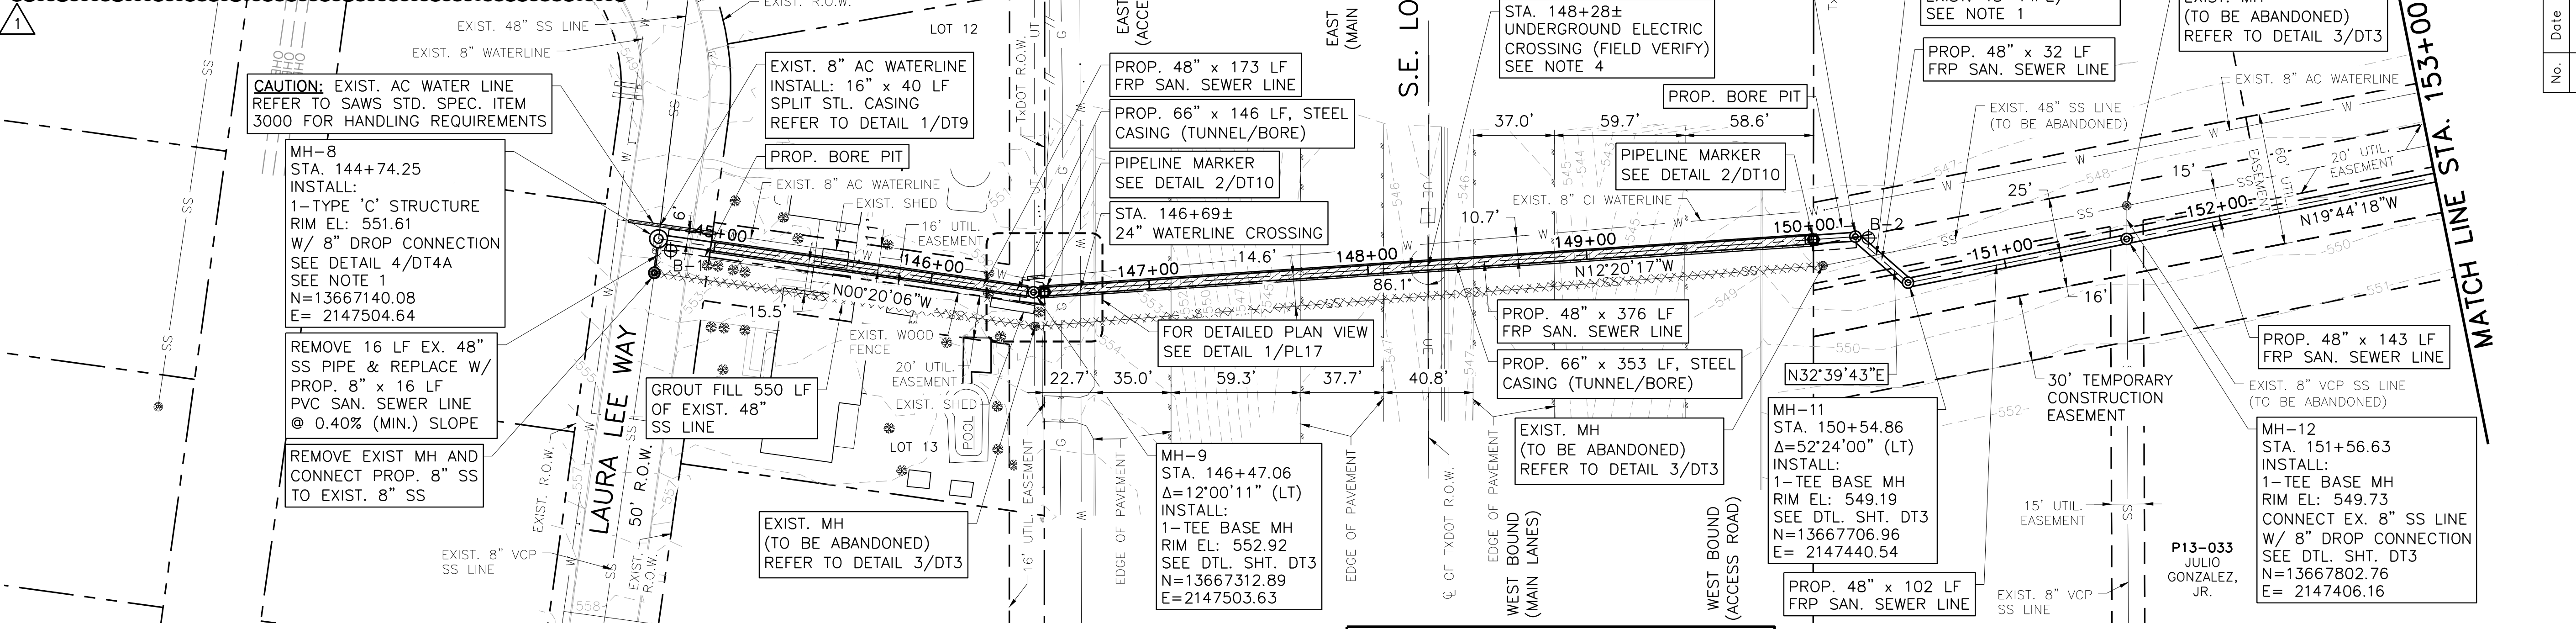 1
EXIST. 48" SS LINE
EXIST. 8" WATERLINE
EXIST. R.O.W.
LOT 12
CAUTION: EXIST. AC WATER LINE
REFER TO SAWS STD. SPEC. ITEM
3000 FOR HANDLING REQUIREMENTS
MH-8
STA. 144+74.25
INSTALL:
1-TYPE 'C' STRUCTURE
RIM EL: 551.61
W/ 8" DROP CONNECTION
SEE DETAIL 4/DT4A
SEE NOTE 1
N=13667140.08
E= 2147504.64
REMOVE 16 LF EX. 48"
SS PIPE & REPLACE W/
PROP. 8" x 16 LF
PVC SAN. SEWER LINE
@ 0.40% (MIN.) SLOPE
REMOVE EXIST MH AND
CONNECT PROP. 8" SS
TO EXIST. 8" SS
EXIST. 8" VCP
SS LINE
EXIST. R.O.W.
LAURA LEE WAY
50' R.O.W.
EXIST. R.O.W.
EXIST. 8" AC WATERLINE
INSTALL: 16" x 40 LF
SPLIT STL. CASING
REFER TO DETAIL 1/DT9
PROP. BORE PIT
EXIST. 8" AC WATERLINE
EXIST. SHED
16' UTIL.
EASEMENT
6'
11'
145+00
146+00
N00°20'06"W
15.5'
EXIST. WOOD
FENCE
20' UTIL.
EASEMENT
EXIST. SHED
POOL
LOT 13
GROUT FILL 550 LF
OF EXIST. 48"
SS LINE
EXIST. MH
(TO BE ABANDONED)
REFER TO DETAIL 3/DT3
TxDOT R.O.W.
16' UTIL. EASEMENT
PROP. 48" x 173 LF
FRP SAN. SEWER LINE
PROP. 66" x 146 LF, STEEL
CASING (TUNNEL/BORE)
PIPELINE MARKER
SEE DETAIL 2/DT10
STA. 146+69±
24" WATERLINE CROSSING
147+00
14.6'
148+00
86.1'
FOR DETAILED PLAN VIEW
SEE DETAIL 1/PL17
22.7'
35.0'
59.3'
37.7'
40.8'
EDGE OF PAVEMENT
MH-9
STA. 146+47.06
Δ=12°00'11" (LT)
INSTALL:
1-TEE BASE MH
RIM EL: 552.92
SEE DTL. SHT. DT3
N=13667312.89
E=2147503.63
EDGE OF PAVEMENT
℄ OF TXDOT R.O.W.
EDGE OF PAVEMENT
WEST BOUND
(MAIN LANES)
WEST BOUND
(ACCESS ROAD)
EAST
(MAIN
S.E. LO
STA. 148+28±
UNDERGROUND ELECTRIC
CROSSING (FIELD VERIFY)
SEE NOTE 4
37.0'
59.7'
58.6'
PROP. BORE PIT
PIPELINE MARKER
SEE DETAIL 2/DT10
EXIST. 8" CI WATERLINE
10.7'
149+00
150+00
N12°20'17"W
PROP. 48" x 376 LF
FRP SAN. SEWER LINE
PROP. 66" x 353 LF, STEEL
CASING (TUNNEL/BORE)
EXIST. MH
(TO BE ABANDONED)
REFER TO DETAIL 3/DT3
SEE NOTE 1
PROP. 48" x 32 LF
FRP SAN. SEWER LINE
EXIST. 48" SS LINE
(TO BE ABANDONED)
B-2
151+00
25'
16'
15'
N32°39'43"E
MH-11
STA. 150+54.86
Δ=52°24'00" (LT)
INSTALL:
1-TEE BASE MH
RIM EL: 549.19
SEE DTL. SHT. DT3
N=13667706.96
E= 2147440.54
PROP. 48" x 102 LF
FRP SAN. SEWER LINE
30' TEMPORARY
CONSTRUCTION
EASEMENT
15' UTIL.
EASEMENT
EXIST. 8" VCP
SS LINE
P13-033
JULIO
GONZALEZ,
JR.
(TO BE ABANDONED)
REFER TO DETAIL 3/DT3
EXIST. 8" AC WATERLINE
60' UTIL.
EASEMENT
20' UTIL.
EASEMENT
152+00
N19°44'18"W
PROP. 48" x 143 LF
FRP SAN. SEWER LINE
EXIST. 8" VCP SS LINE
(TO BE ABANDONED)
MH-12
STA. 151+56.63
INSTALL:
1-TEE BASE MH
RIM EL: 549.73
CONNECT EX. 8" SS LINE
W/ 8" DROP CONNECTION
SEE DTL. SHT. DT3
N=13667802.76
E= 2147406.16
MATCH LINE STA. 153+00
No.
Date